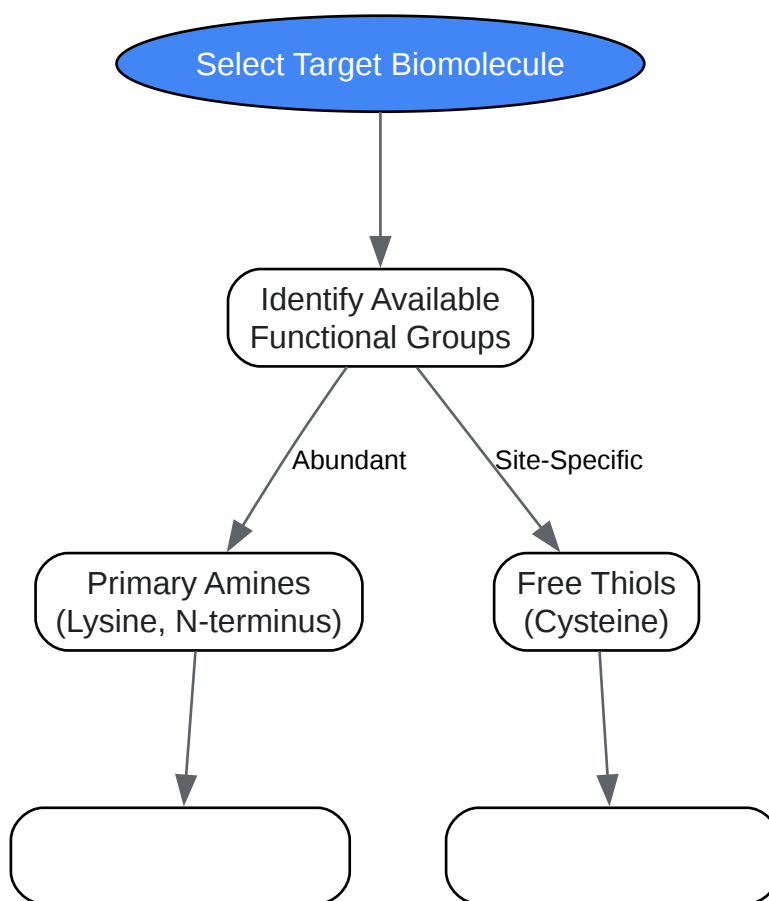 Select Target Biomolecule
Identify Available
Functional Groups
Abundant
Site-Specific
Primary Amines
(Lysine, N-terminus)
Free Thiols
(Cysteine)